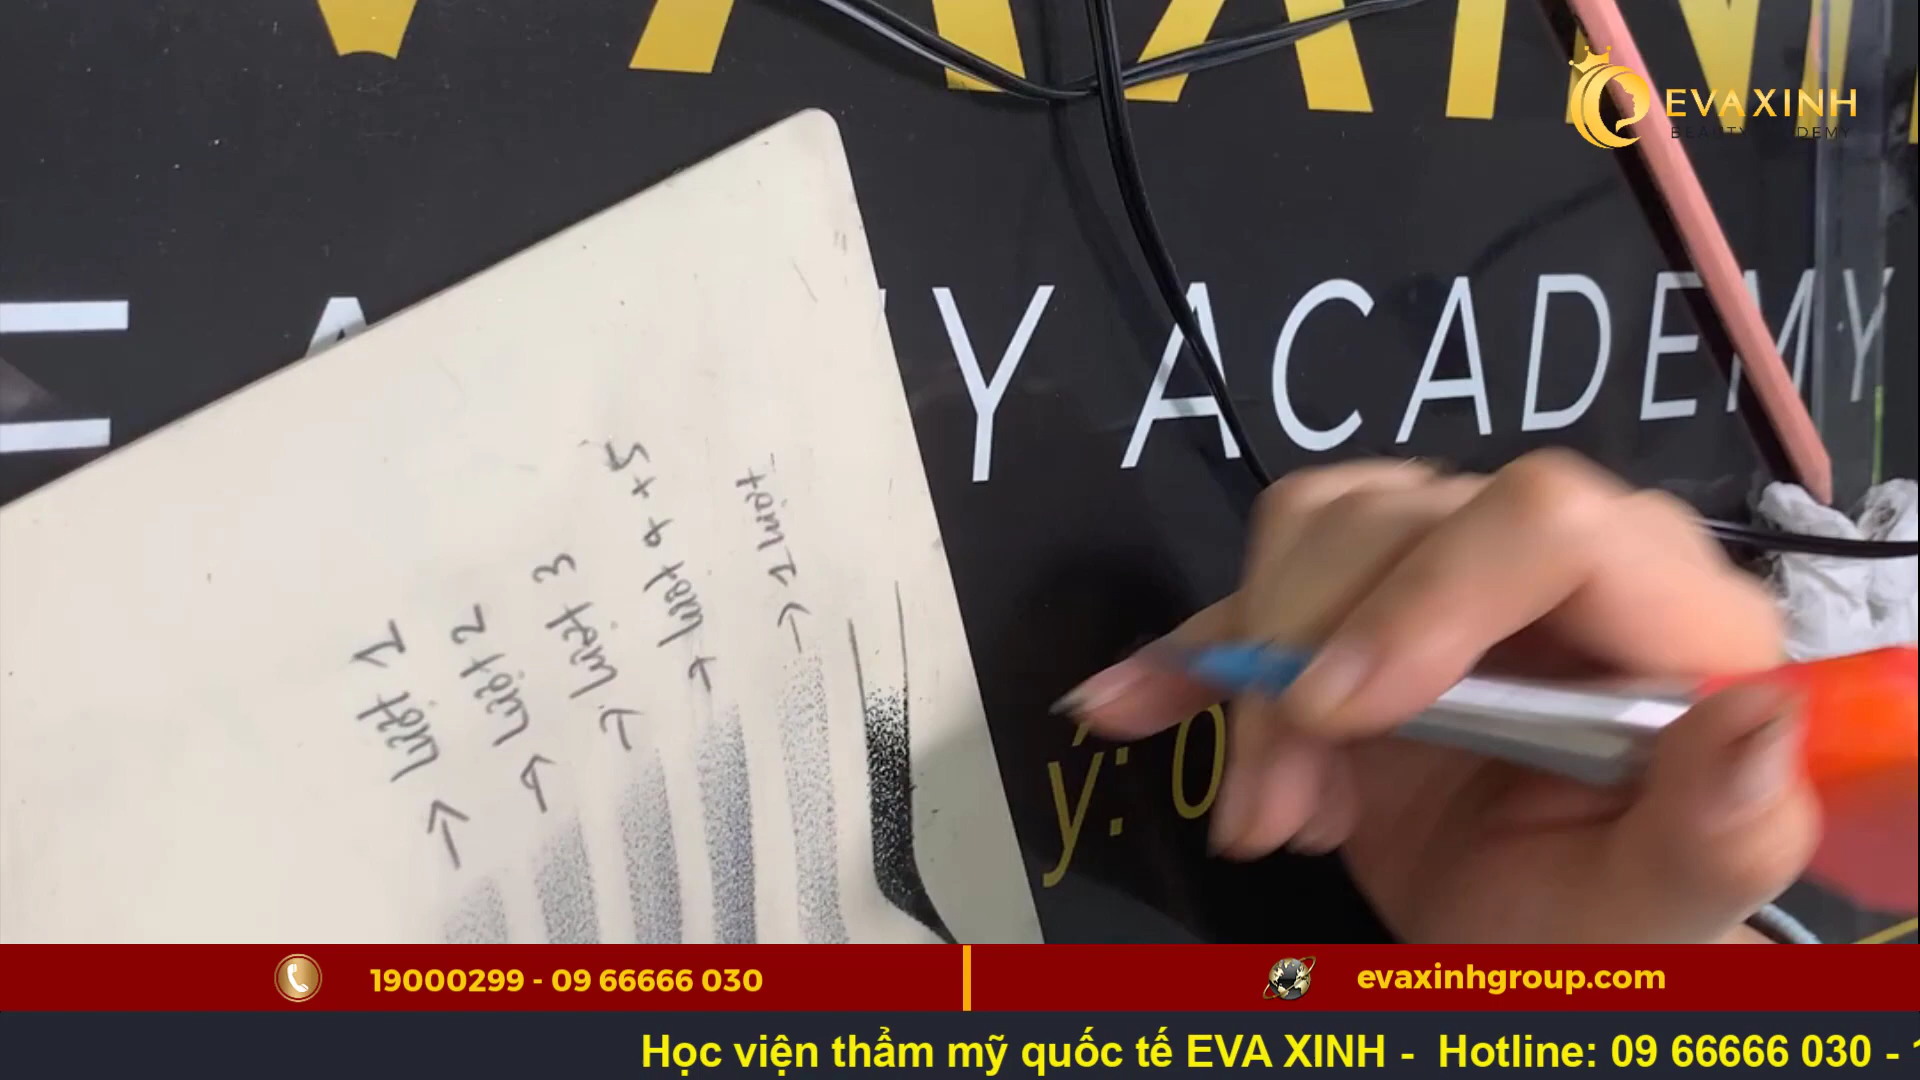 EVA XINH
BEAUTY ACADEMY
Y ACADEMY
ý: 0
lượt 1
lượt 2
lượt 3
lượt 4 + 5
1 lượt
19000299 - 09 66666 030
evaxinhgroup.com
Học viện thẩm mỹ quốc tế EVA XINH - Hotline: 09 66666 030 -